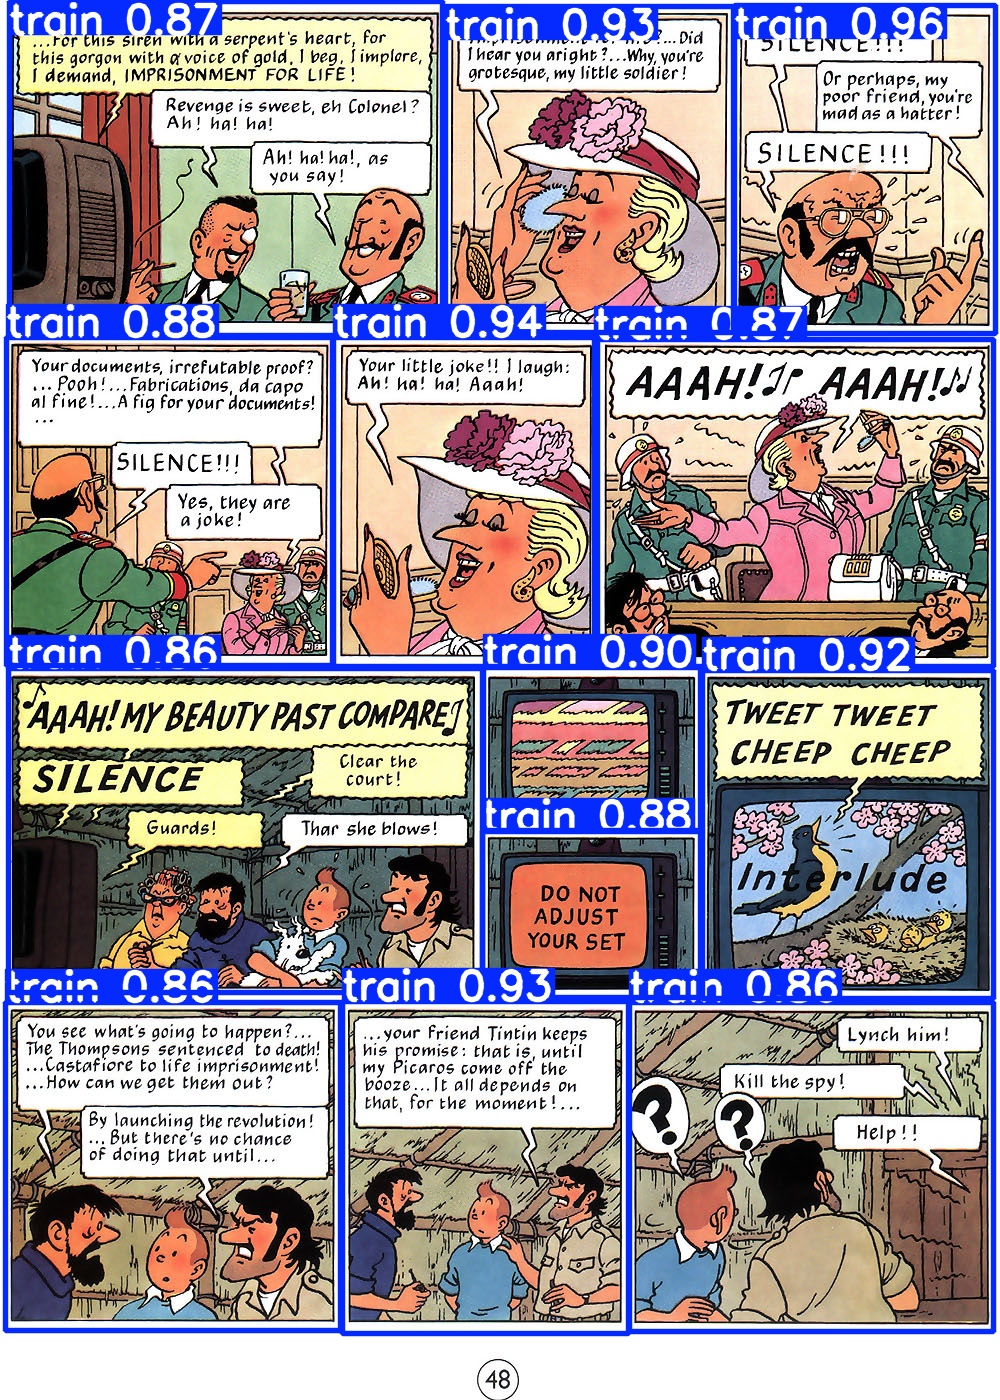 train 0.87
...For this siren with a serpent's heart, for
this gorgon with a voice of gold, I beg, I implore,
I demand, IMPRISONMENT FOR LIFE!
Revenge is sweet, eh Colonel?
Ah! ha! ha!
Ah! ha! ha!, as
you say!
train 0.93
...Did
I hear you aright?...Why, you're
grotesque, my little soldier!
train 0.96
SILENCE!!!
Or perhaps, my
poor friend, you're
mad as a hatter!
SILENCE!!!
train 0.88
Your documents, irrefutable proof?
... Pooh!...Fabrications, da capo
al fine!...A fig for your documents!
...
SILENCE!!!
Yes, they are
a joke!
train 0.94
Your little joke!! I laugh:
Ah! ha! ha! Aaah!
train 0.87
AAAH! AAAH!
train 0.86
AAAH! MY BEAUTY PAST COMPARE
SILENCE
Clear the
court!
Guards!
Thar she blows!
train 0.90
train 0.88
DO NOT
ADJUST
YOUR SET
train 0.92
TWEET TWEET
CHEEP CHEEP
Interlude
train 0.86
You see what's going to happen?...
The Thompsons sentenced to death!
...Castafiore to life imprisonment!
...How can we get them out?
By launching the revolution!
...But there's no chance
of doing that until...
train 0.93
...your friend Tintin keeps
his promise: that is, until
my Picaros come off the
booze...It all depends on
that, for the moment!...
train 0.86
Lynch him!
Kill the spy!
? ?
Help!!
48